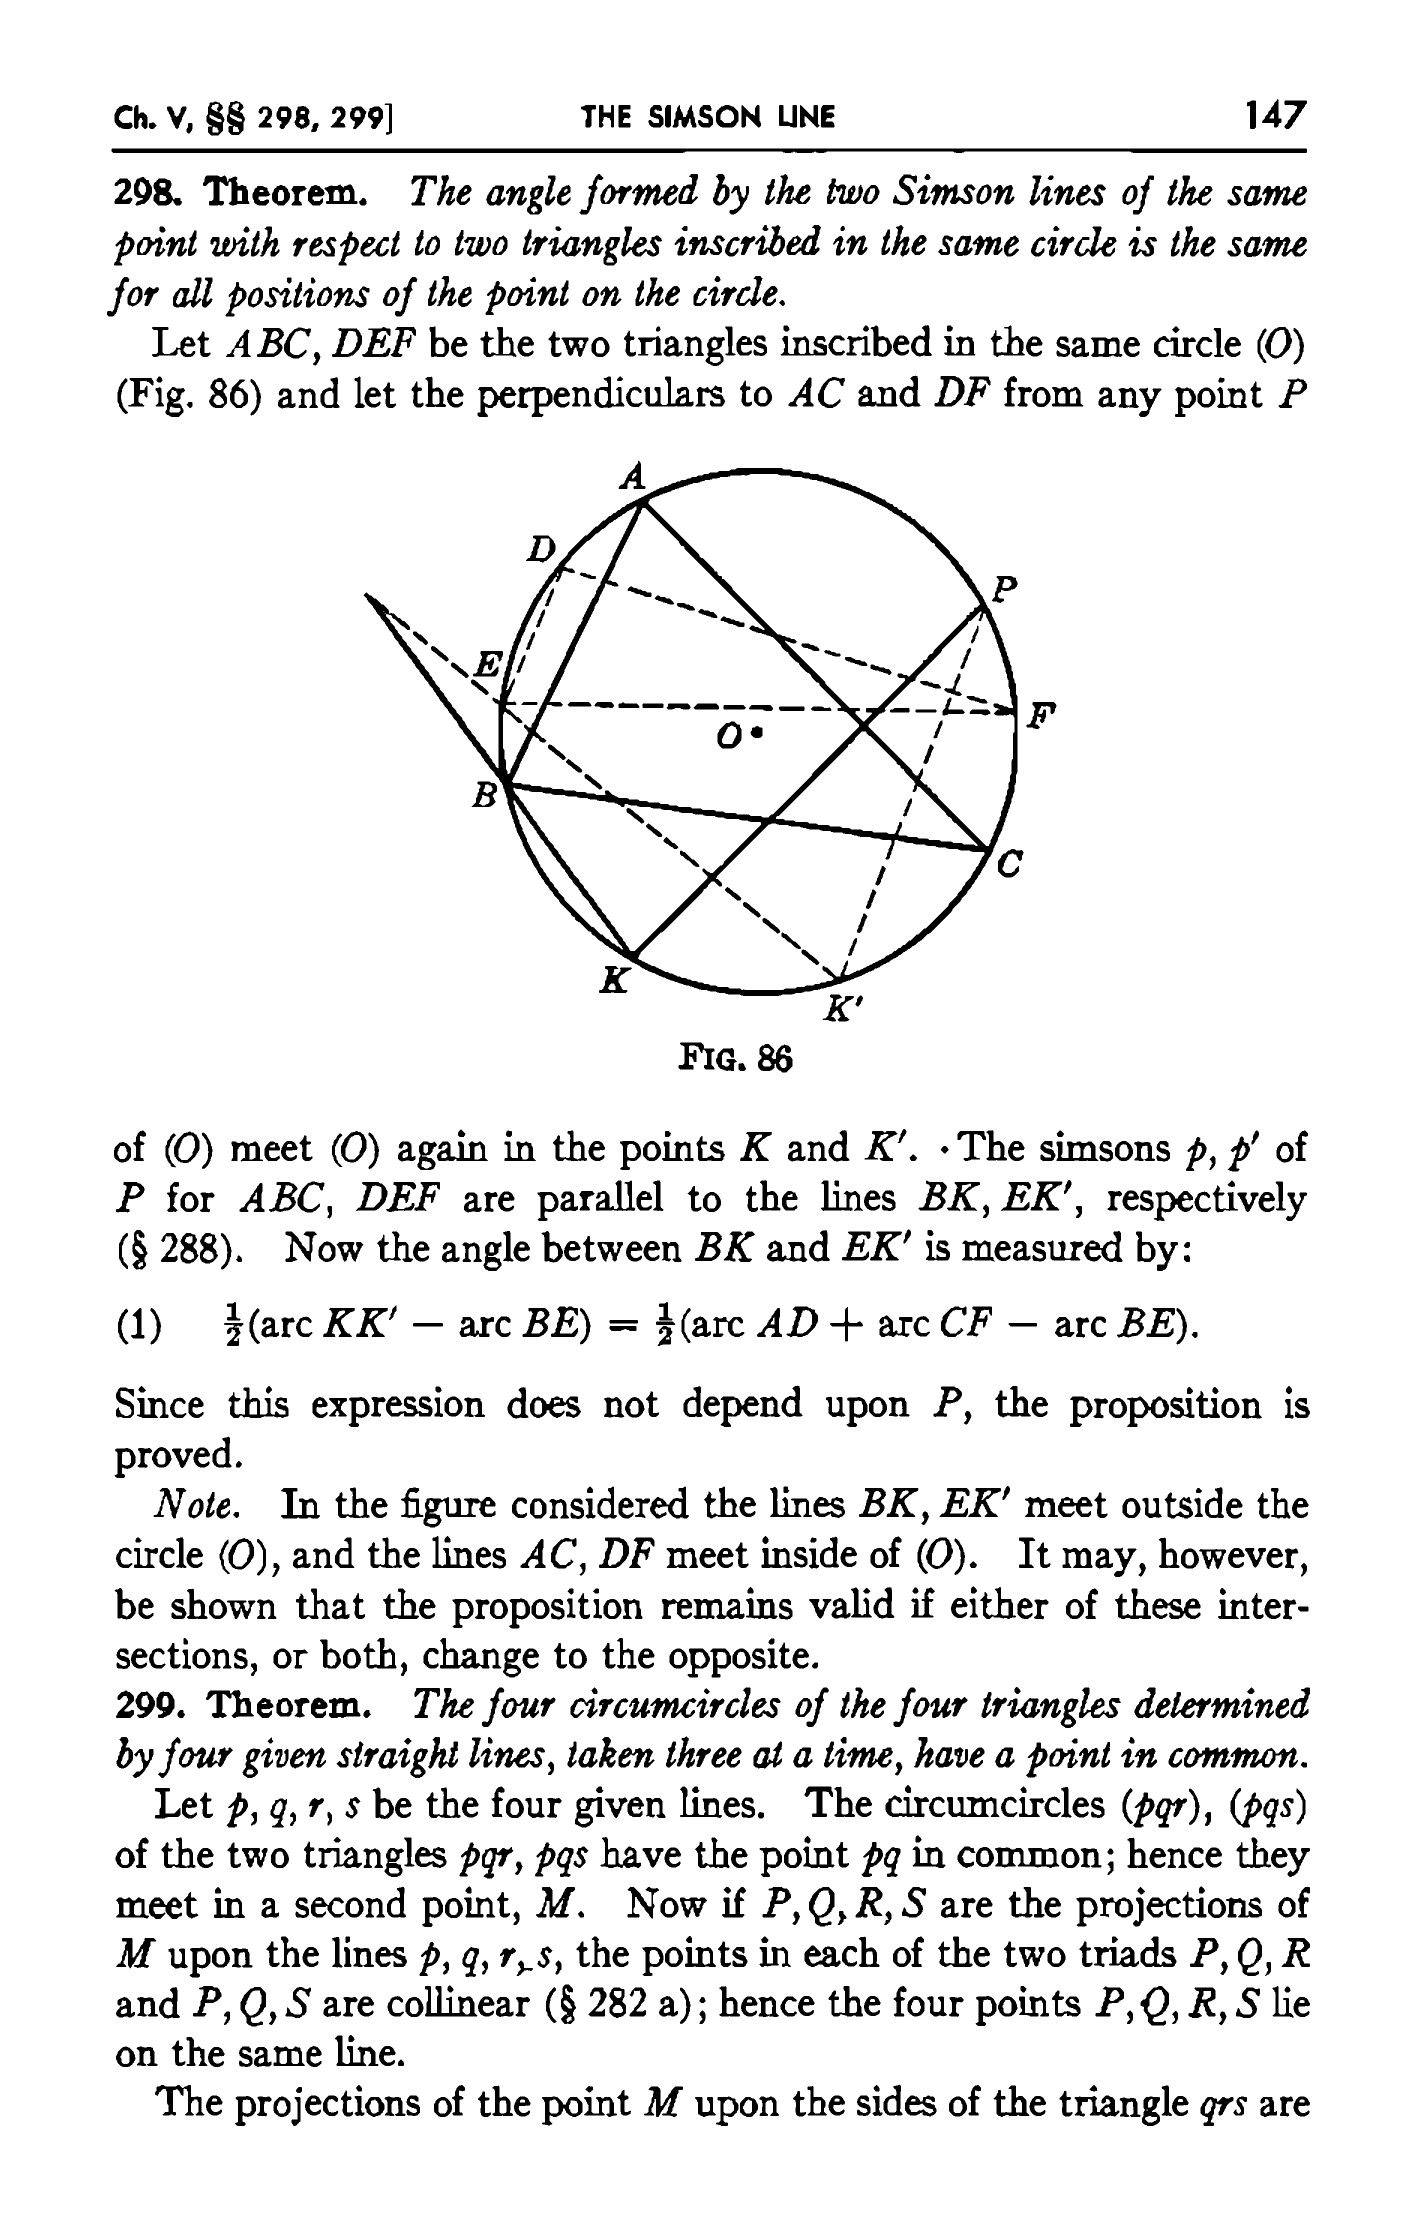 Ch. V, §§ 298, 299] THE SIMSON LINE 147
298. Theorem. The angle formed by the two Simson lines of the same
point with respect to two triangles inscribed in the same circle is the same
for all positions of the point on the circle.
Let ABC, DEF be the two triangles inscribed in the same circle (O)
(Fig. 86) and let the perpendiculars to AC and DF from any point P
A
D
P
E
F
O
B
C
K
K'
FIG. 86
of (O) meet (O) again in the points K and K'. The simsons p, p' of
P for ABC, DEF are parallel to the lines BK, EK', respectively
(§ 288). Now the angle between BK and EK' is measured by:
(1) ½(arc KK' − arc BE) = ½(arc AD + arc CF − arc BE).
Since this expression does not depend upon P, the proposition is
proved.
Note. In the figure considered the lines BK, EK' meet outside the
circle (O), and the lines AC, DF meet inside of (O). It may, however,
be shown that the proposition remains valid if either of these inter-
sections, or both, change to the opposite.
299. Theorem. The four circumcircles of the four triangles determined
by four given straight lines, taken three at a time, have a point in common.
Let p, q, r, s be the four given lines. The circumcircles (pqr), (pqs)
of the two triangles pqr, pqs have the point pq in common; hence they
meet in a second point, M. Now if P, Q, R, S are the projections of
M upon the lines p, q, r, s, the points in each of the two triads P, Q, R
and P, Q, S are collinear (§ 282 a); hence the four points P, Q, R, S lie
on the same line.
The projections of the point M upon the sides of the triangle qrs are